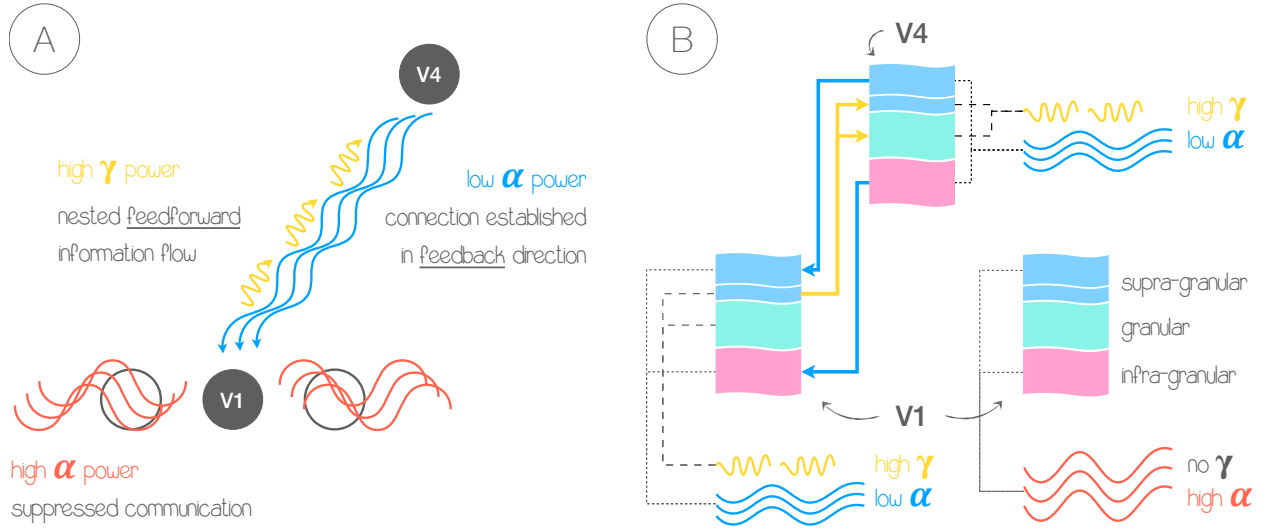 A
V4
high γ power
nested feedforward
information flow
low α power
connection established
in feedback direction
V1
high α power
suppressed communication
B
V4
high γ
low α
supra-granular
granular
infra-granular
V1
high γ
low α
no γ
high α